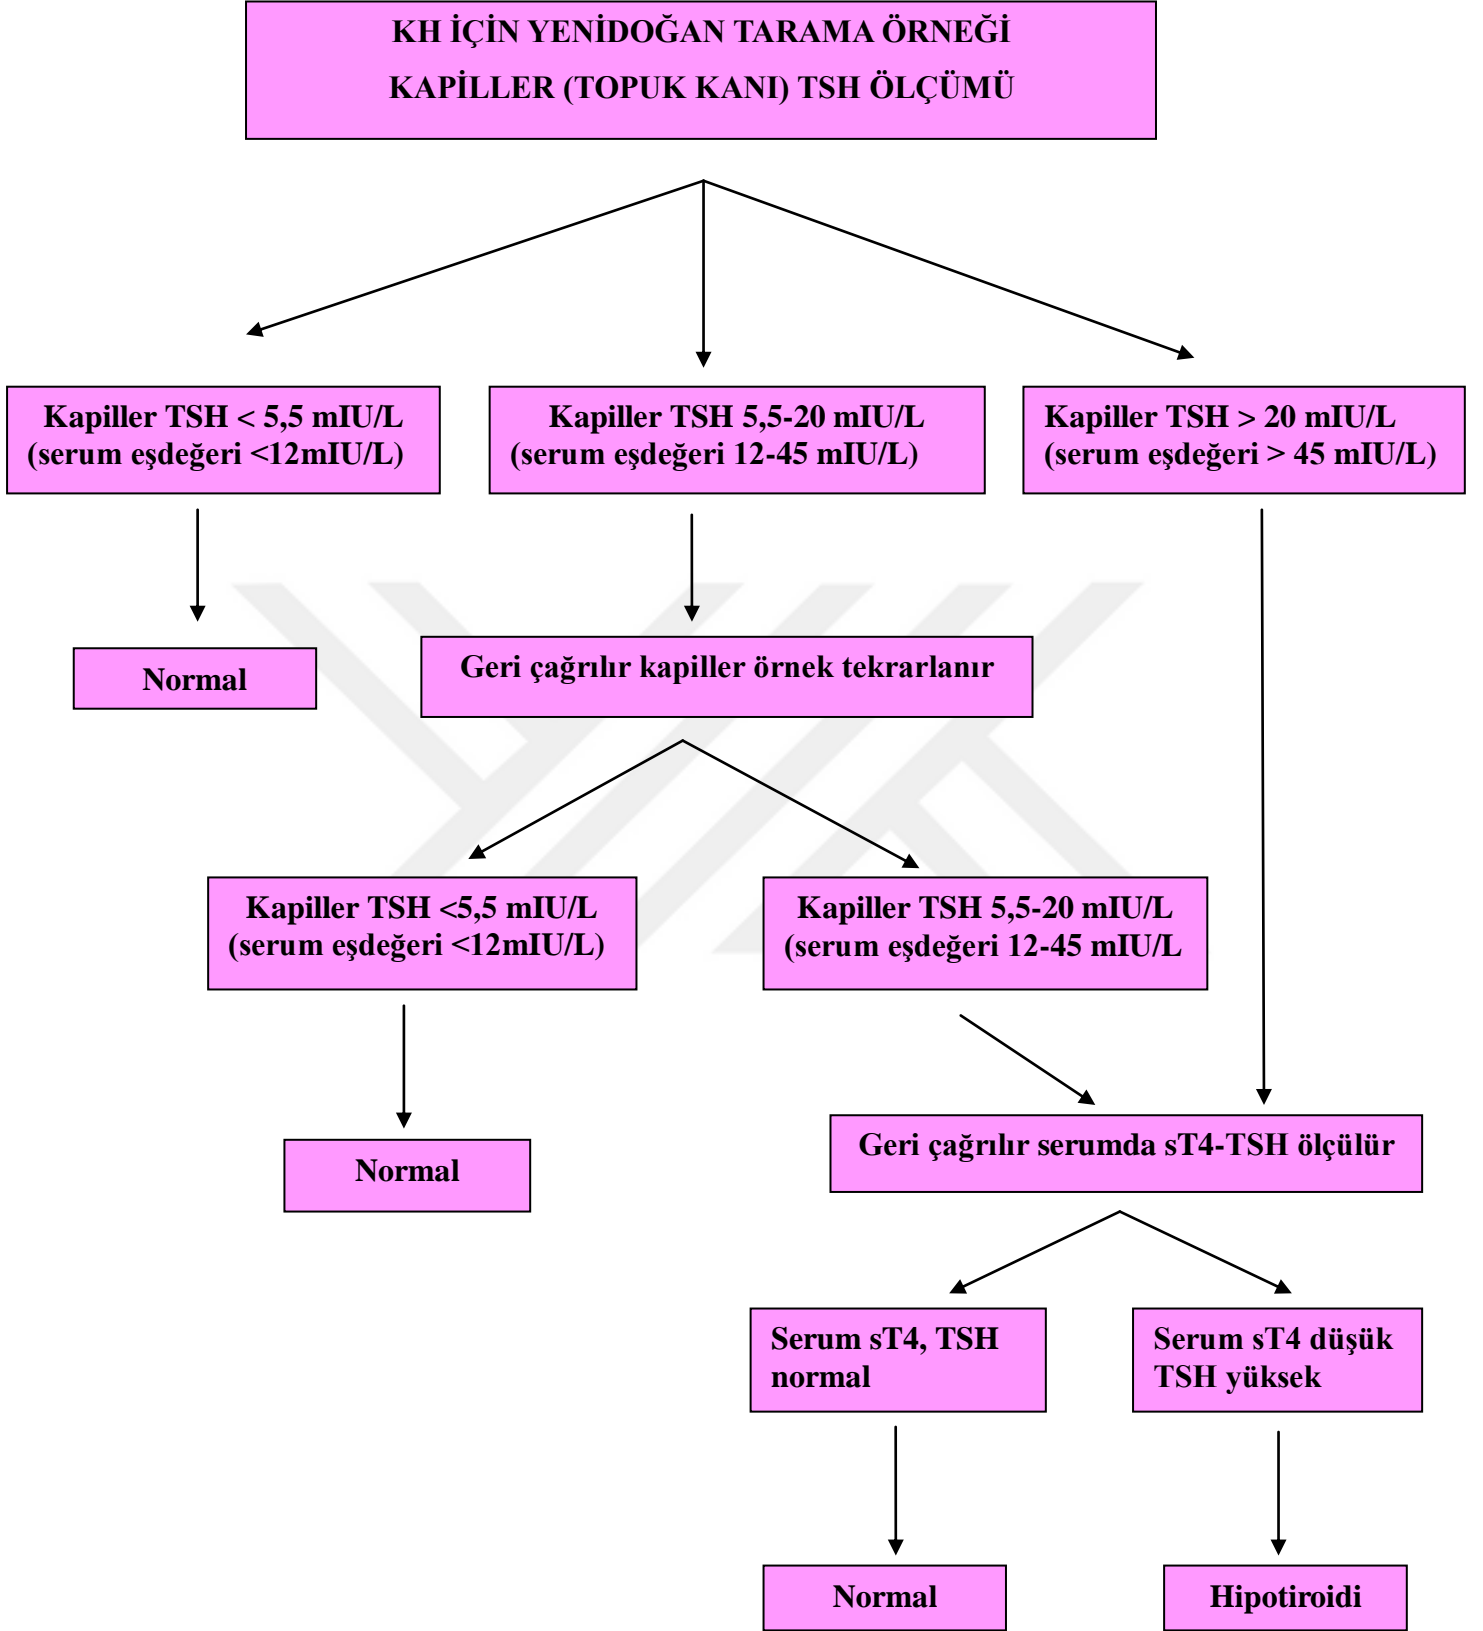 KH İÇİN YENİDOĞAN TARAMA ÖRNEĞİ
KAPİLLER (TOPUK KANI) TSH ÖLÇÜMÜ
Kapiller TSH < 5,5 mIU/L
(serum eşdeğeri <12mIU/L)
Kapiller TSH 5,5-20 mIU/L
(serum eşdeğeri 12-45 mIU/L)
Kapiller TSH > 20 mIU/L
(serum eşdeğeri > 45 mIU/L)
Normal
Geri çağrılır kapiller örnek tekrarlanır
Kapiller TSH <5,5 mIU/L
(serum eşdeğeri <12mIU/L)
Kapiller TSH 5,5-20 mIU/L
(serum eşdeğeri 12-45 mIU/L
Normal
Geri çağrılır serumda sT4-TSH ölçülür
Serum sT4, TSH
normal
Serum sT4 düşük
TSH yüksek
Normal
Hipotiroidi